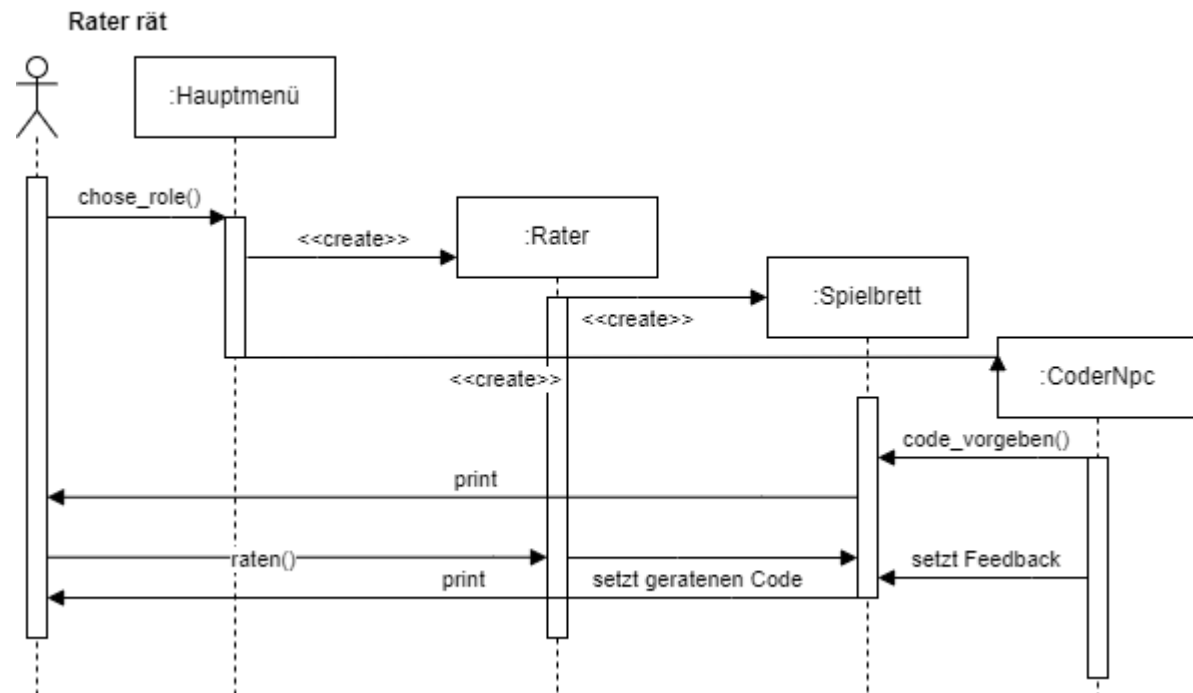 Rater rät
:Hauptmenü
chose_role()
<<create>>
:Rater
:Spielbrett
<<create>>
<<create>>
:CoderNpc
code_vorgeben()
print
raten()
setzt Feedback
print
setzt geratenen Code